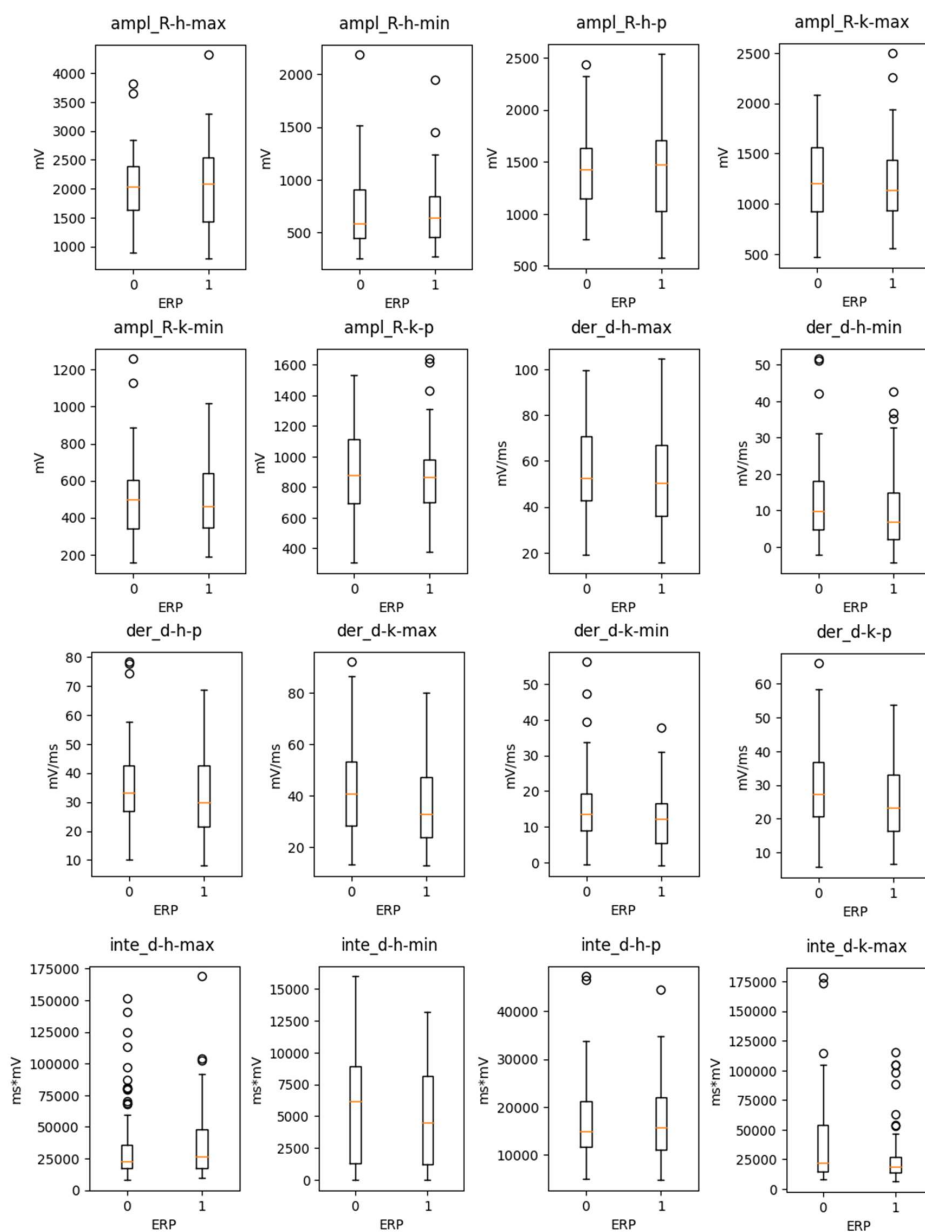 ampl_R-h-max ampl_R-h-min ampl_R-h-p ampl_R-k-max
mV 4000 3500 3000 2500 2000 1500 1000 mV 2000 1500 1000 500 mV 2500 2000 1500 1000 500 mV 2500 2000 1500 1000 500
0 1 0 1 0 1 0 1
ERP ERP ERP ERP
ampl_R-k-min ampl_R-k-p der_d-h-max der_d-h-min
mV 1200 1000 800 600 400 200 mV 1600 1400 1200 1000 800 600 400 mV/ms 100 80 60 40 20 mV/ms 50 40 30 20 10 0
0 1 0 1 0 1 0 1
ERP ERP ERP ERP
der_d-h-p der_d-k-max der_d-k-min der_d-k-p
mV/ms 80 70 60 50 40 30 20 10 mV/ms 80 60 40 20 mV/ms 50 40 30 20 10 0 mV/ms 60 50 40 30 20 10
0 1 0 1 0 1 0 1
ERP ERP ERP ERP
inte_d-h-max inte_d-h-min inte_d-h-p inte_d-k-max
ms*mV 175000 150000 125000 100000 75000 50000 25000 0 ms*mV 15000 12500 10000 7500 5000 2500 0 ms*mV 40000 30000 20000 10000 ms*mV 175000 150000 125000 100000 75000 50000 25000 0
0 1 0 1 0 1 0 1
ERP ERP ERP ERP